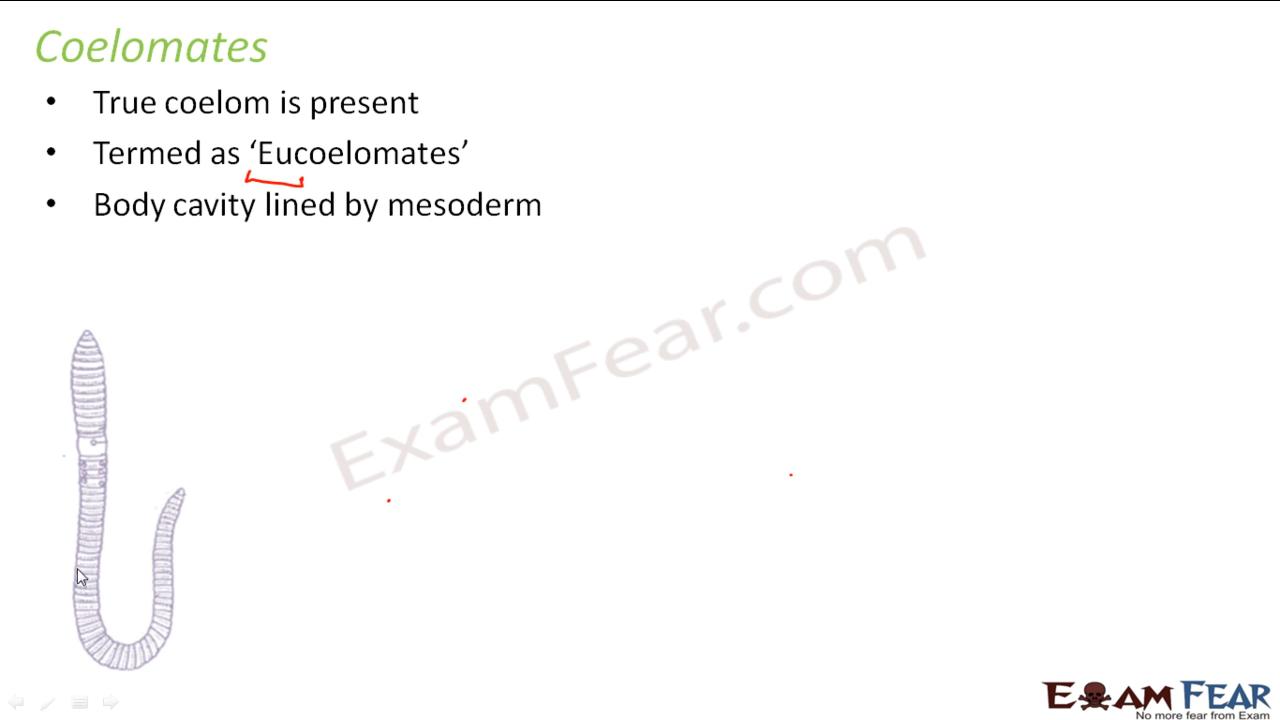 Coelomates
• True coelom is present
• Termed as ‘Eucoelomates’
• Body cavity lined by mesoderm
ExamFear.com
EXAM FEAR
No more fear from Exam